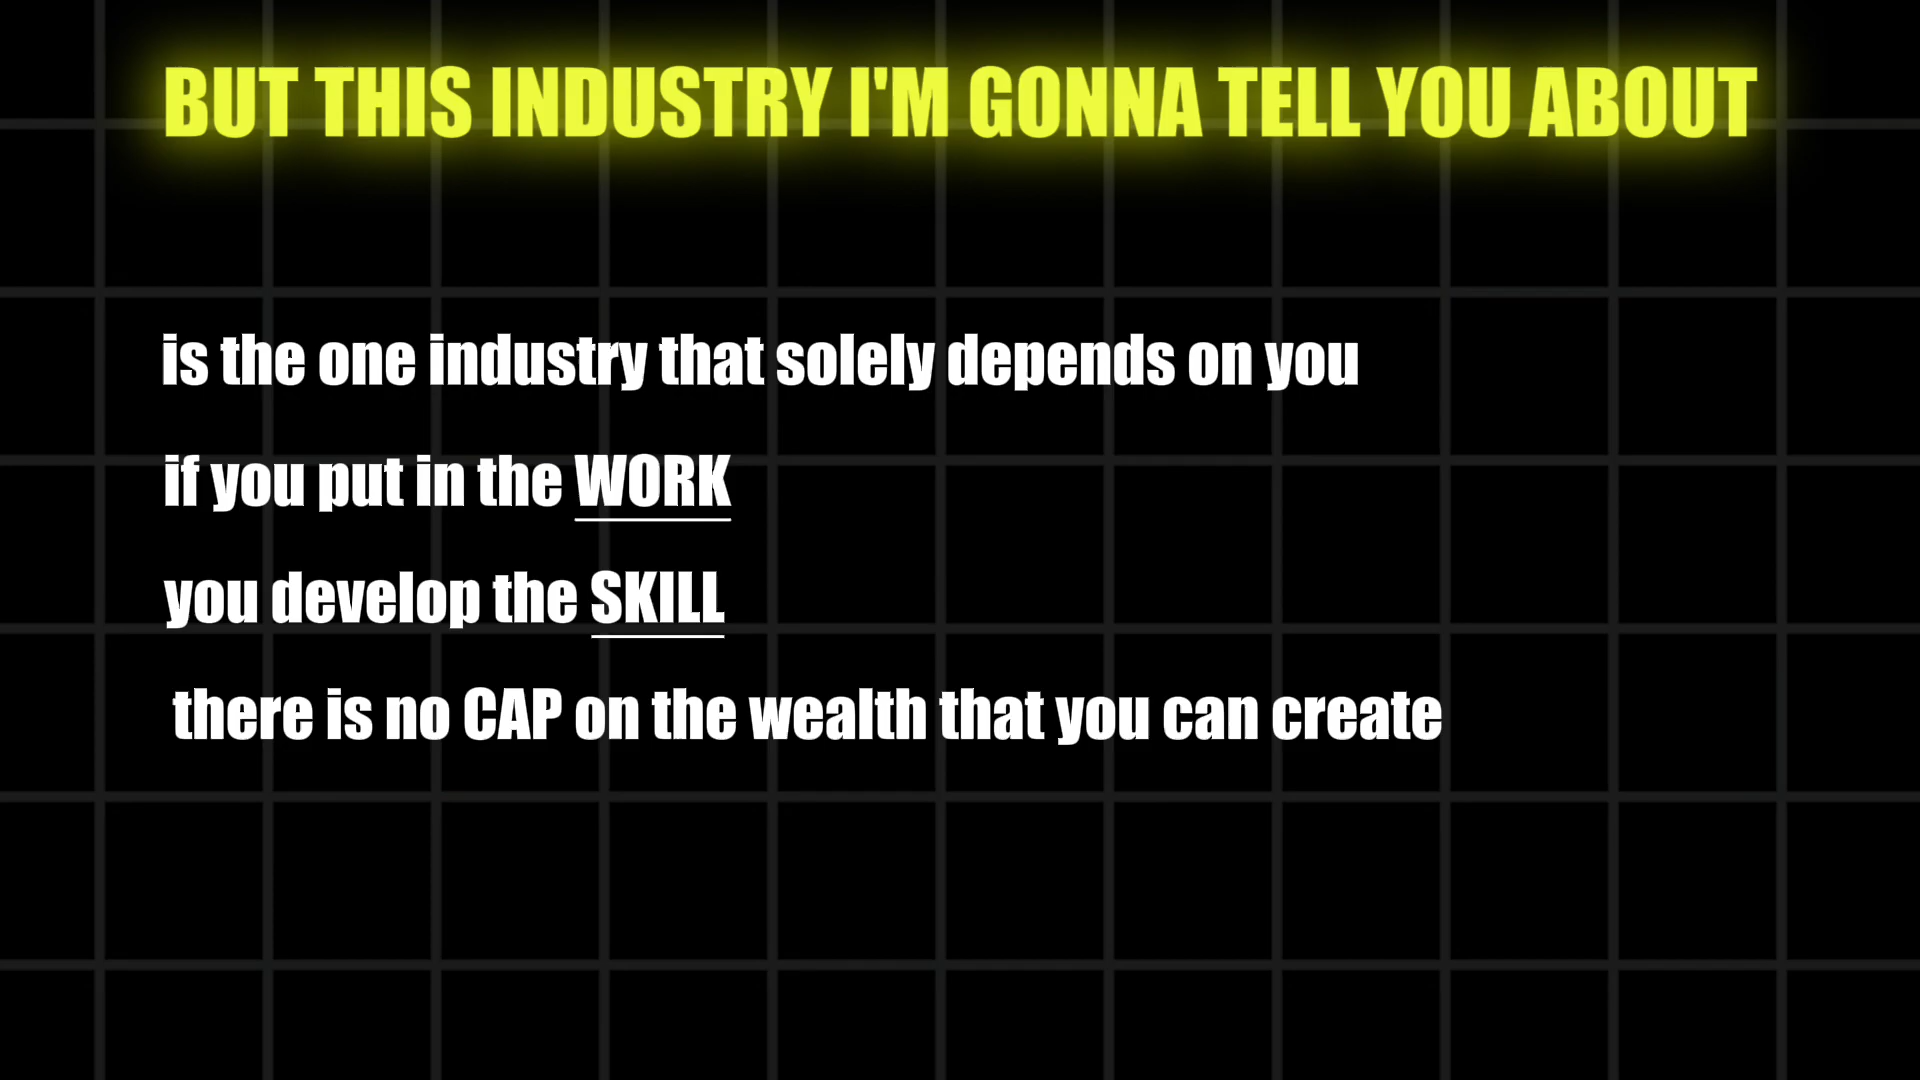 BUT THIS INDUSTRY I'M GONNA TELL YOU ABOUT
is the one industry that solely depends on you
if you put in the WORK
you develop the SKILL
there is no CAP on the wealth that you can create